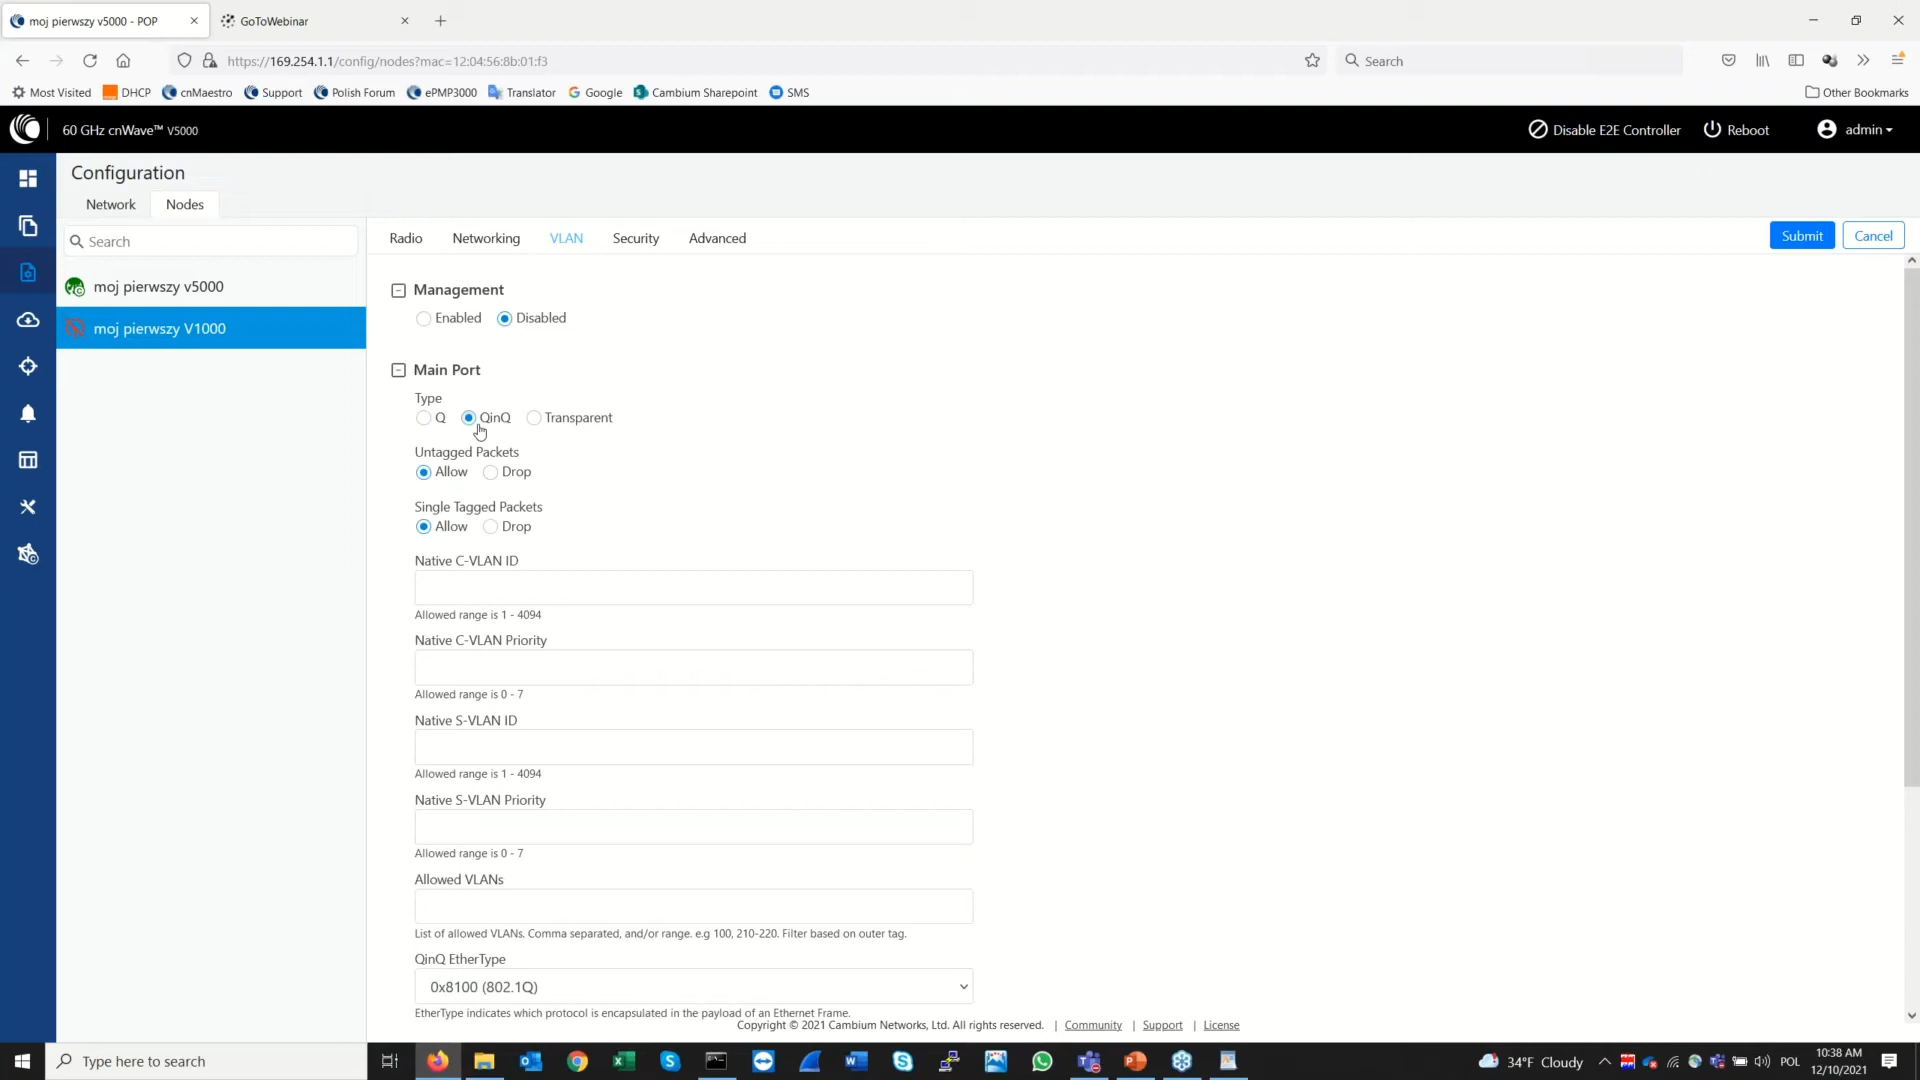 moj pierwszy v5000 - POP
GoToWebinar
https://169.254.1.1/config/nodes?mac=12:04:56:8b:01:f3
Search
Most Visited
DHCP
cnMaestro
Support
Polish Forum
ePMP3000
Translator
Google
Cambium Sharepoint
SMS
Other Bookmarks
60 GHz cnWave™ V5000
Disable E2E Controller
Reboot
admin
Configuration
Network
Nodes
Search
moj pierwszy v5000
moj pierwszy V1000
Radio
Networking
VLAN
Security
Advanced
Submit
Cancel
Management
Enabled
Disabled
Main Port
Type
Q
QinQ
Transparent
Untagged Packets
Allow
Drop
Single Tagged Packets
Allow
Drop
Native C-VLAN ID
Allowed range is 1 - 4094
Native C-VLAN Priority
Allowed range is 0 - 7
Native S-VLAN ID
Allowed range is 1 - 4094
Native S-VLAN Priority
Allowed range is 0 - 7
Allowed VLANs
List of allowed VLANs. Comma separated, and/or range. e.g 100, 210-220. Filter based on outer tag.
QinQ EtherType
0x8100 (802.1Q)
EtherType indicates which protocol is encapsulated in the payload of an Ethernet Frame.
Copyright © 2021 Cambium Networks, Ltd. All rights reserved. | Community | Support | License
Type here to search
34°F Cloudy
POL
10:38 AM
12/10/2021